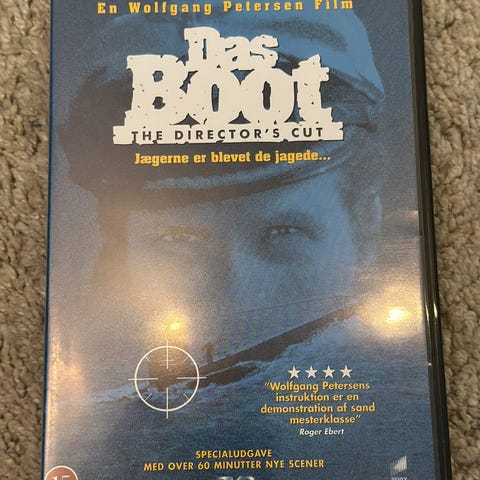 En Wolfgang Petersen Film
Das
Boot
THE DIRECTOR'S CUT
Jægerne er blevet de jagede...
"Wolfgang Petersens
instruktion er en
demonstration af sand
mesterklasse"
Roger Ebert
SPECIALUDGAVE
MED OVER 60 MINUTTER NYE SCENER
15
SONY